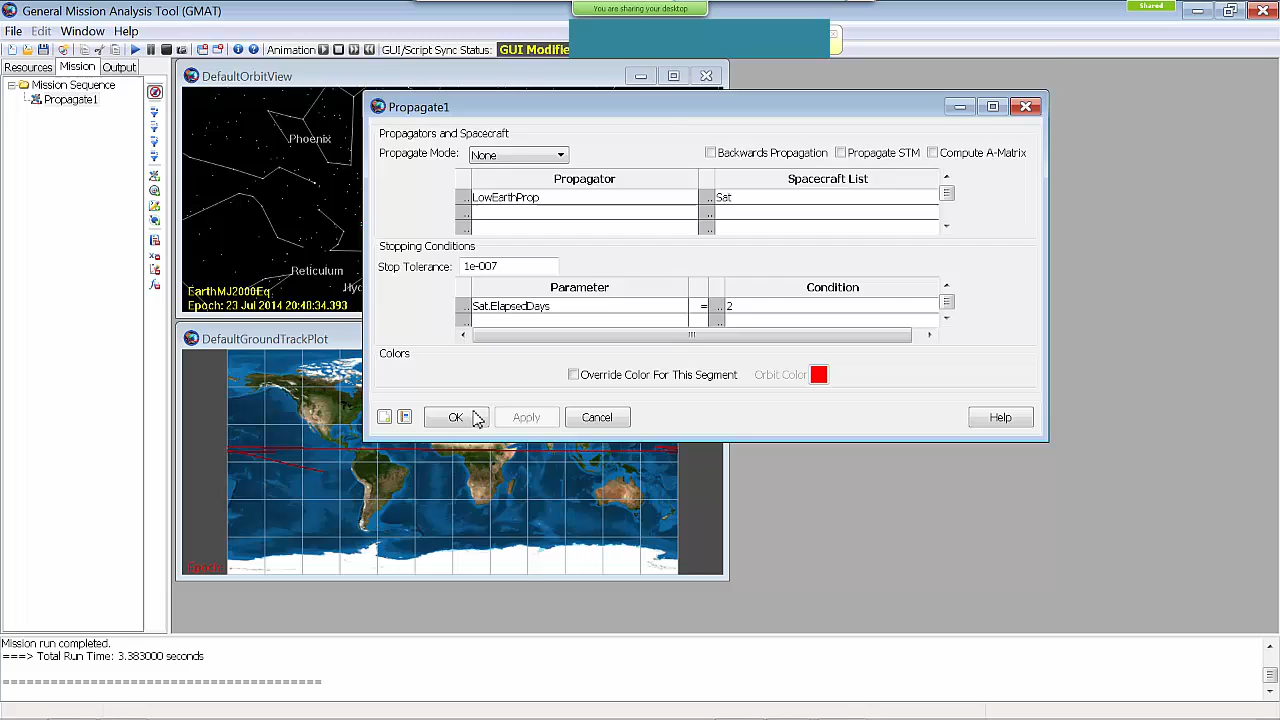 You are sharing your desktop
Shared
General Mission Analysis Tool (GMAT)
File Edit Window Help
Animation: GUI/Script Sync Status: GUI Modifie
Resources Mission Output
Mission Sequence
Propagate1
DefaultOrbitView
Phoenix
Reticulum
Hyd
EarthMJ2000Eq
Epoch: 23 Jul 2014 20:48:34.393
DefaultGroundTrackPlot
Propagate1
Propagators and Spacecraft
Propagate Mode: None Backwards Propagation Propagate STM Compute A-Matrix
Propagator Spacecraft List
LowEarthProp Sat
Stopping Conditions
Stop Tolerance: 1e-007
Parameter Condition
Sat.ElapsedDays = 2
Colors
Override Color For This Segment Orbit Color
OK Apply Cancel Help
Mission run completed.
===> Total Run Time: 3.383000 seconds
========================================